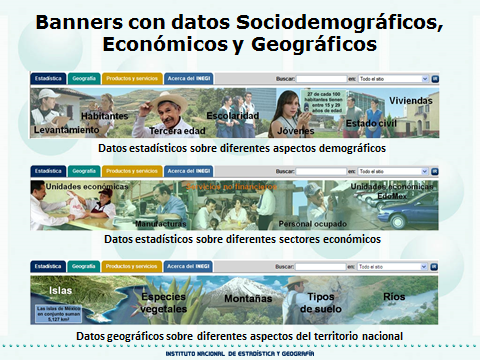 Banners con datos Sociodemográficos,
Económicos y Geográficos
Estadística Geografía Productos y servicios Acerca del INEGI Buscar: en: Todo el sitio
27 de cada 100
habitantes tienen
entre 15 y 29
años de edad
Habitantes Escolaridad Viviendas
Levantamiento Tercera edad Jóvenes Estado civil
Datos estadísticos sobre diferentes aspectos demográficos
Estadística Geografía Productos y servicios Acerca del INEGI Buscar: en: Todo el sitio
Unidades económicas Servicios no financieros Unidades económicas
EdoMex
Manufacturas Personal ocupado
Datos estadísticos sobre diferentes sectores económicos
Estadística Geografía Productos y servicios Acerca del INEGI Buscar: en: Todo el sitio
Islas
Las islas de México
en conjunto suman
5,127 km²
Especies
vegetales
Montañas
Tipos
de suelo
Ríos
Datos geográficos sobre diferentes aspectos del territorio nacional
INSTITUTO NACIONAL DE ESTADÍSTICA Y GEOGRAFÍA